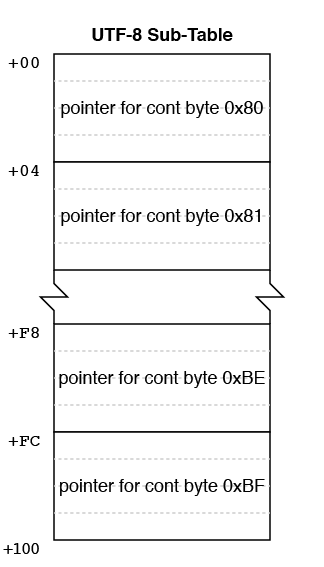 UTF-8 Sub-Table
+00
pointer for cont byte 0x80
+04
pointer for cont byte 0x81
+F8
pointer for cont byte 0xBE
+FC
pointer for cont byte 0xBF
+100